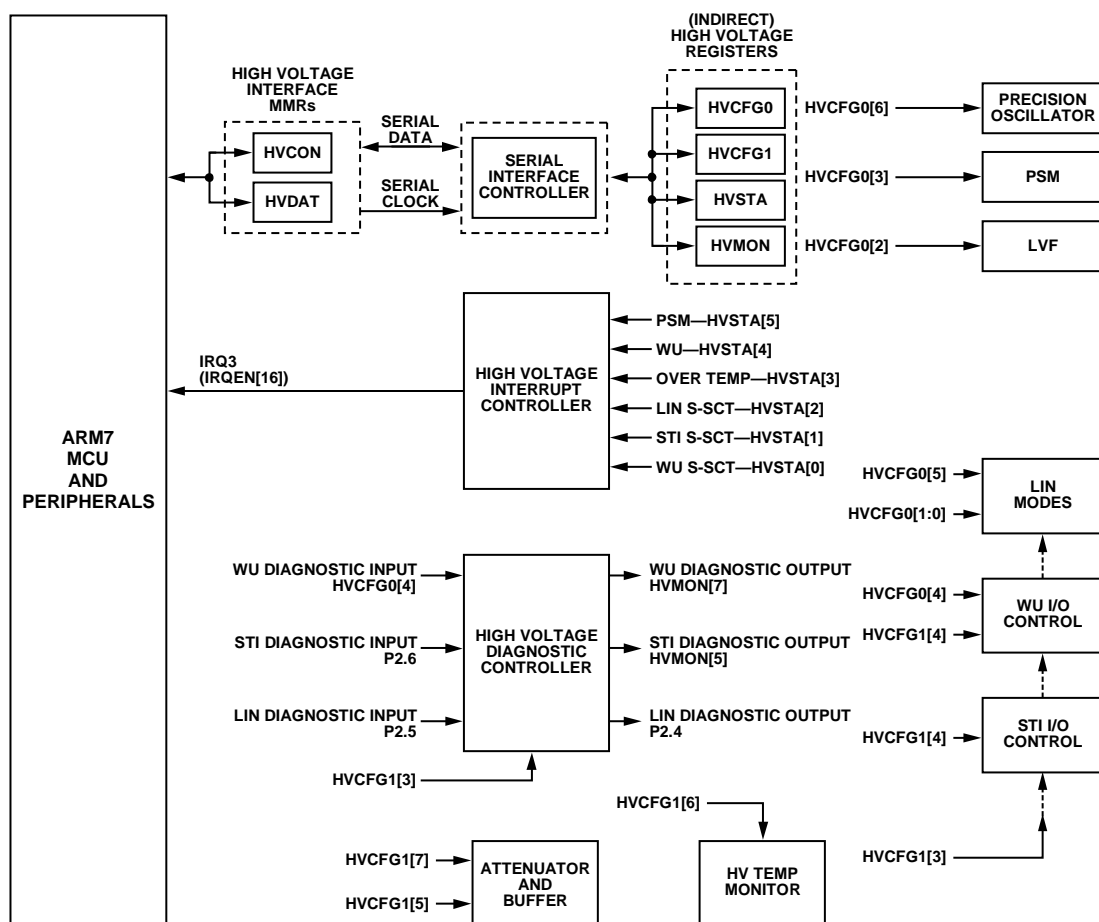 (INDIRECT)
HIGH VOLTAGE
REGISTERS
HIGH VOLTAGE
INTERFACE
MMRs
HVCON
HVDAT
SERIAL
DATA
SERIAL
CLOCK
SERIAL
INTERFACE
CONTROLLER
HVCFG0
HVCFG1
HVSTA
HVMON
HVCFG0[6]
PRECISION
OSCILLATOR
HVCFG0[3]
PSM
HVCFG0[2]
LVF
ARM7
MCU
AND
PERIPHERALS
IRQ3
(IRQEN[16])
HIGH VOLTAGE
INTERRUPT
CONTROLLER
PSM—HVSTA[5]
WU—HVSTA[4]
OVER TEMP—HVSTA[3]
LIN S-SCT—HVSTA[2]
STI S-SCT—HVSTA[1]
WU S-SCT—HVSTA[0]
HVCFG0[5]
HVCFG0[1:0]
LIN
MODES
WU DIAGNOSTIC INPUT
HVCFG0[4]
STI DIAGNOSTIC INPUT
P2.6
LIN DIAGNOSTIC INPUT
P2.5
HVCFG1[3]
HIGH VOLTAGE
DIAGNOSTIC
CONTROLLER
WU DIAGNOSTIC OUTPUT
HVMON[7]
STI DIAGNOSTIC OUTPUT
HVMON[5]
LIN DIAGNOSTIC OUTPUT
P2.4
HVCFG0[4]
HVCFG1[4]
WU I/O
CONTROL
HVCFG1[4]
STI I/O
CONTROL
HVCFG1[3]
HVCFG1[7]
HVCFG1[5]
ATTENUATOR
AND
BUFFER
HVCFG1[6]
HV TEMP
MONITOR